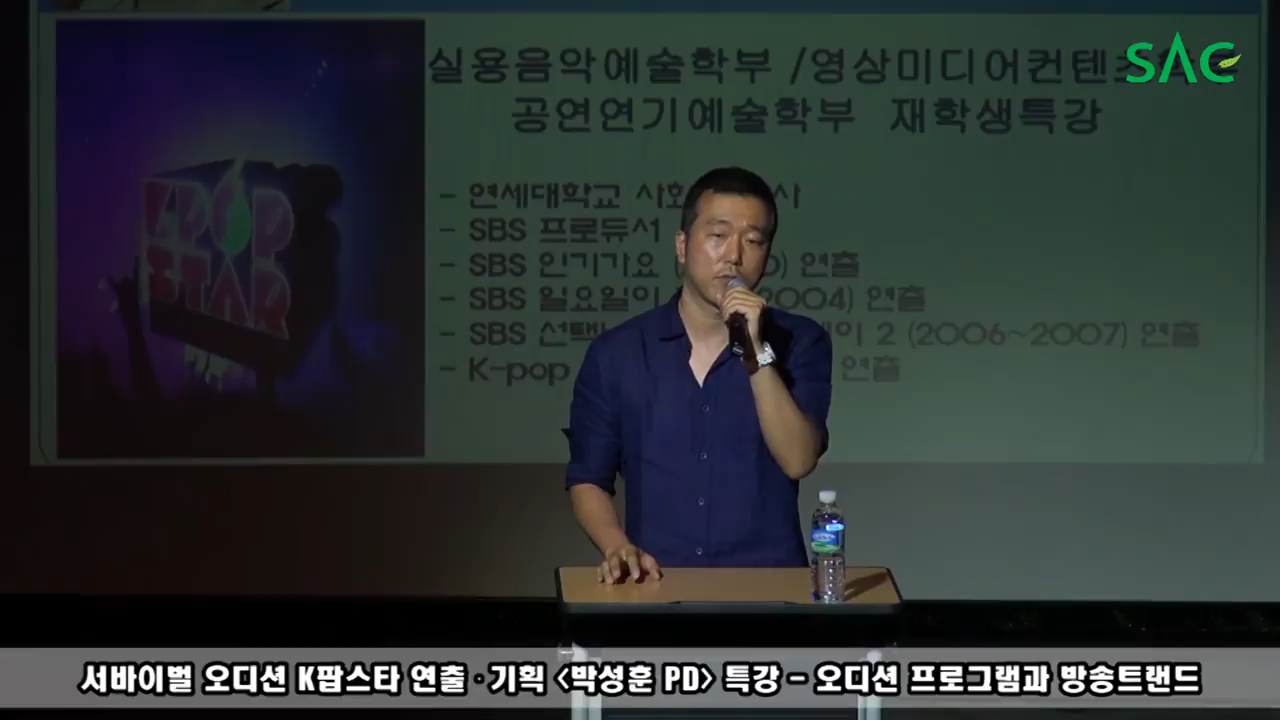 SAC
실용음악예술학부 /영상미디어컨텐
공연연기예술학부 재학생특강
KPOP
STAR
- 연세대학교
- SBS 프로듀서
- SBS 인기가요 연출
- SBS 일요일이 2004) 연출
- SBS 2 (2006~2007) 연출
- K-pop 연출
서바이벌 오디션 K팝스타 연출·기획 <박성훈 PD> 특강 - 오디션 프로그램과 방송트랜드